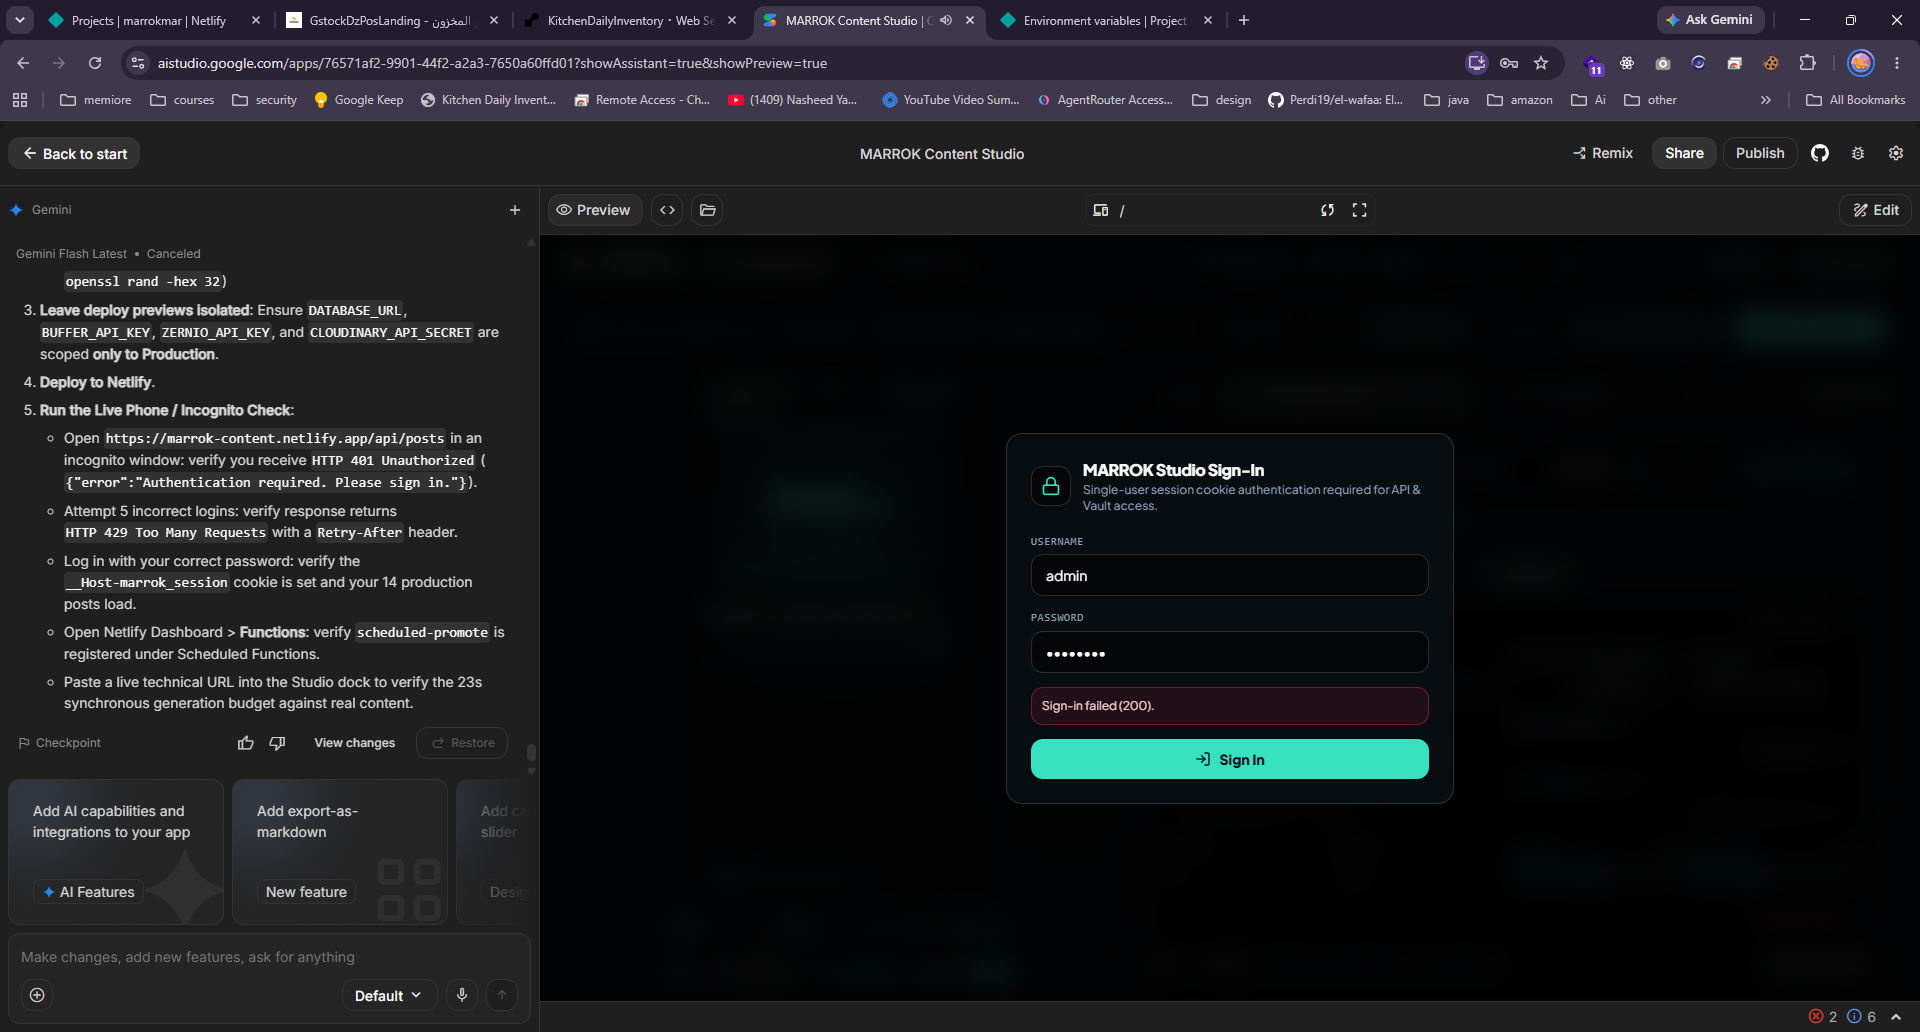 Projects | marrokmar | Netlify
GstockDzPosLanding - المخزون
KitchenDailyInventory · Web Se
MARROK Content Studio | G
Environment variables | Project
Ask Gemini
aistudio.google.com/apps/76571af2-9901-44f2-a2a3-7650a60ffd01?showAssistant=true&showPreview=true
11
memiore
courses
security
Google Keep
Kitchen Daily Invent...
Remote Access - Ch...
(1409) Nasheed Ya...
YouTube Video Sum...
AgentRouter Access...
design
Perdi19/el-wafaa: El...
java
amazon
Ai
other
All Bookmarks
Back to start
MARROK Content Studio
Remix
Share
Publish
Gemini
Preview
/
Edit
Gemini Flash Latest • Canceled
openssl rand -hex 32)
3. Leave deploy previews isolated: Ensure DATABASE_URL,
BUFFER_API_KEY, ZERNIO_API_KEY, and CLOUDINARY_API_SECRET are
scoped only to Production.
4. Deploy to Netlify.
5. Run the Live Phone / Incognito Check:
Open https://marrok-content.netlify.app/api/posts in an
incognito window: verify you receive HTTP 401 Unauthorized (
{"error":"Authentication required. Please sign in."}).
Attempt 5 incorrect logins: verify response returns
HTTP 429 Too Many Requests with a Retry-After header.
Log in with your correct password: verify the
__Host-marrok_session cookie is set and your 14 production
posts load.
Open Netlify Dashboard > Functions: verify scheduled-promote is
registered under Scheduled Functions.
Paste a live technical URL into the Studio dock to verify the 23s
synchronous generation budget against real content.
Checkpoint
View changes
Restore
Add AI capabilities and
integrations to your app
AI Features
Add export-as-
markdown
New feature
Add ca
slider
Desig
Make changes, add new features, ask for anything
Default
MARROK Studio Sign-In
Single-user session cookie authentication required for API &
Vault access.
USERNAME
admin
PASSWORD
••••••••
Sign-in failed (200).
Sign In
2
6